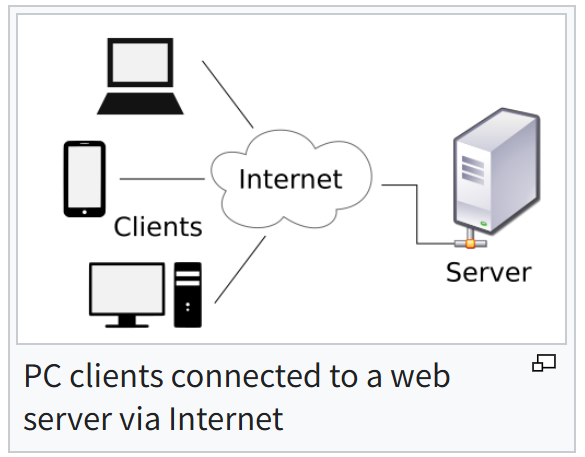 Internet
Clients
Server
PC clients connected to a web
server via Internet